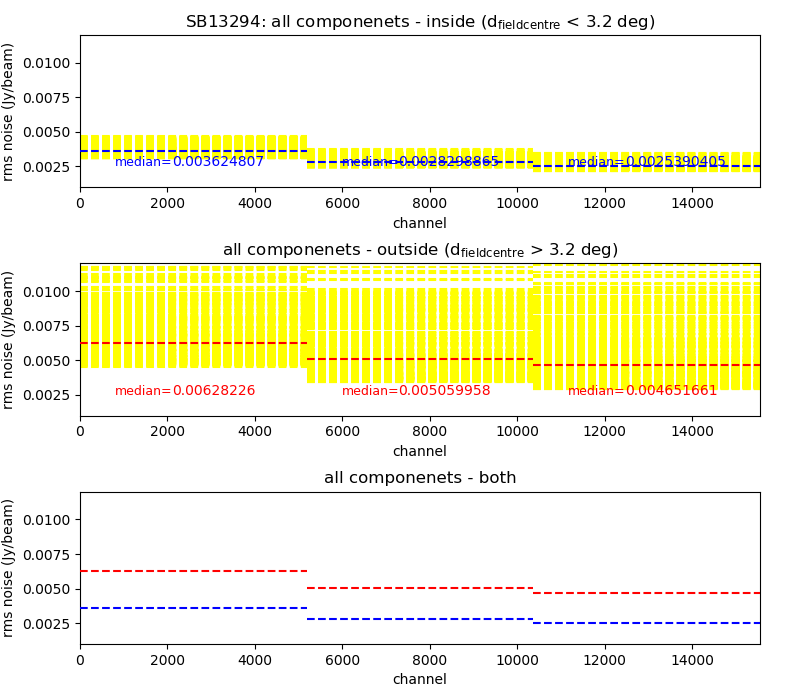 SB13294: all componenets - inside (dfieldcentre < 3.2 deg)
rms noise (Jy/beam)
0.0100
0.0075
0.0050
0.0025
median=0.003624807
median=0.0028298865
median=0.0025390405
0 2000 4000 6000 8000 10000 12000 14000
channel
all componenets - outside (dfieldcentre > 3.2 deg)
rms noise (Jy/beam)
0.0100
0.0075
0.0050
0.0025
median=0.00628226
median=0.005059958
median=0.004651661
0 2000 4000 6000 8000 10000 12000 14000
channel
all componenets - both
rms noise (Jy/beam)
0.0100
0.0075
0.0050
0.0025
0 2000 4000 6000 8000 10000 12000 14000
channel